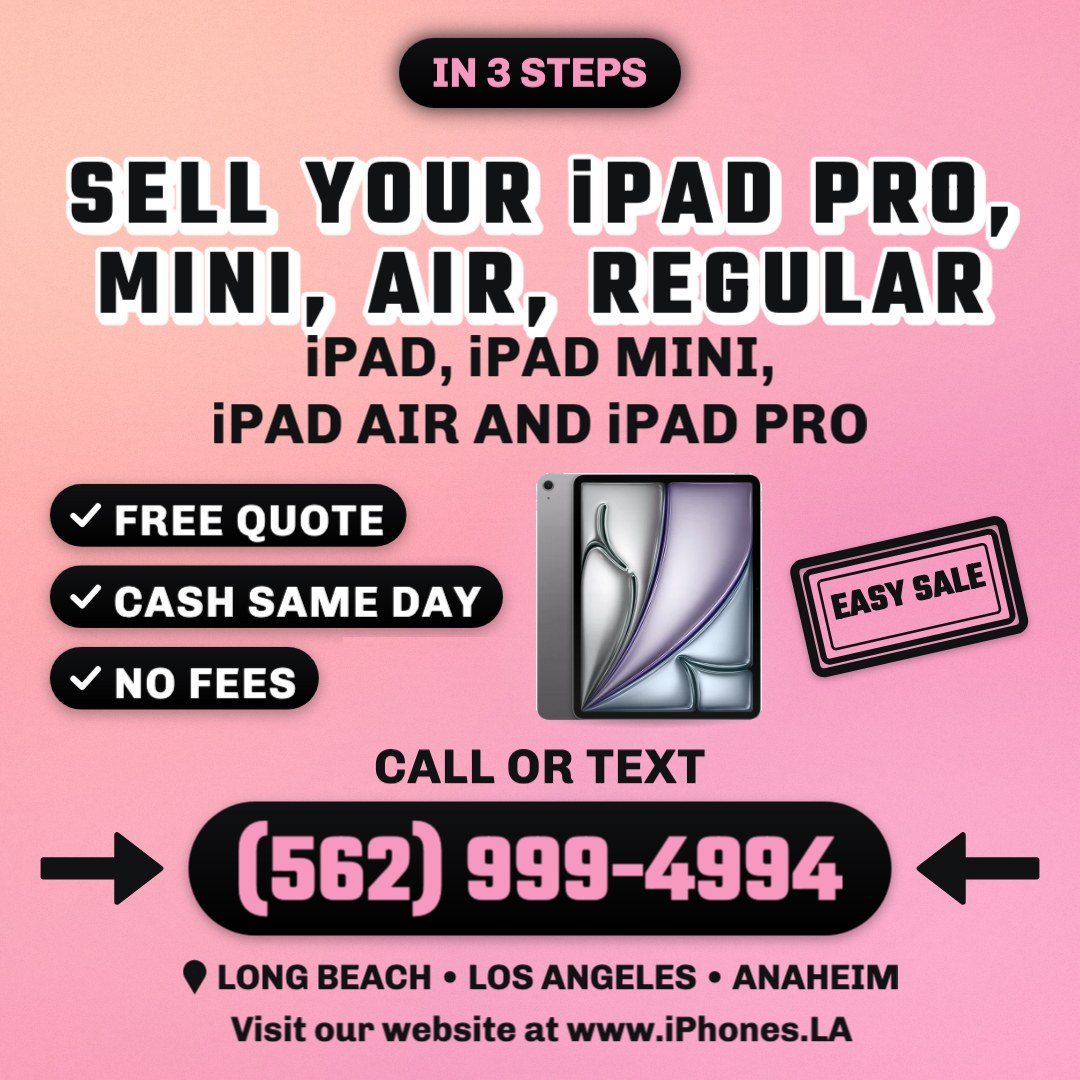 IN 3 STEPS
SELL YOUR iPAD PRO,
MINI, AIR, REGULAR
iPAD, iPAD MINI,
iPAD AIR AND iPAD PRO
FREE QUOTE
CASH SAME DAY
NO FEES
EASY SALE
CALL OR TEXT
(562) 999-4994
LONG BEACH • LOS ANGELES • ANAHEIM
Visit our website at www.iPhones.LA